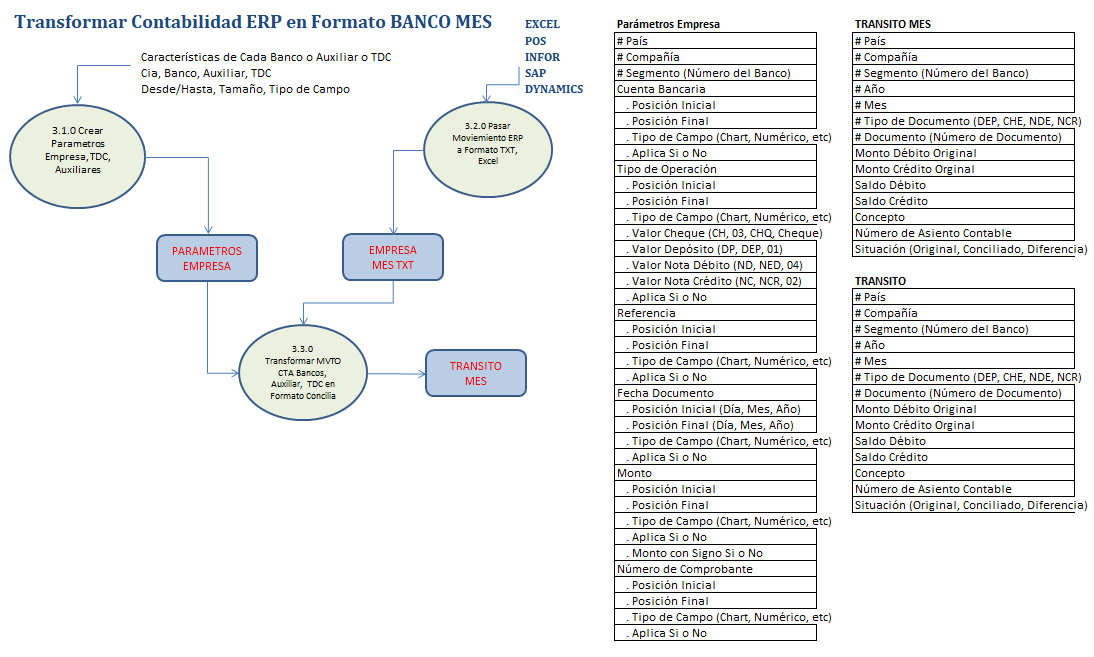 Transformar Contabilidad ERP en Formato BANCO MES
EXCEL
POS
INFOR
SAP
DYNAMICS
Características de Cada Banco o Auxiliar o TDC
Cia, Banco, Auxiliar, TDC
Desde/Hasta, Tamaño, Tipo de Campo
3.1.0 Crear
Parametros
Empresa, TDC,
Auxiliares
3.2.0 Pasar
Moviemiento ERP
a Formato TXT,
Excel
PARAMETROS
EMPRESA
EMPRESA
MES TXT
3.3.0
Transformar MVTO
CTA Bancos,
Auxiliar, TDC en
Formato Concilia
TRANSITO
MES
Parámetros Empresa
# País
# Compañía
# Segmento (Número del Banco)
Cuenta Bancaria
. Posición Inicial
. Posición Final
. Tipo de Campo (Chart, Numérico, etc)
. Aplica Si o No
Tipo de Operación
. Posición Inicial
. Posición Final
. Tipo de Campo (Chart, Numérico, etc)
. Valor Cheque (CH, 03, CHQ, Cheque)
. Valor Depósito (DP, DEP, 01)
. Valor Nota Débito (ND, NED, 04)
. Valor Nota Crédito (NC, NCR, 02)
. Aplica Si o No
Referencia
. Posición Inicial
. Posición Final
. Tipo de Campo (Chart, Numérico, etc)
. Aplica Si o No
Fecha Documento
. Posición Inicial (Día, Mes, Año)
. Posición Final (Día, Mes, Año)
. Tipo de Campo (Chart, Numérico, etc)
. Aplica Si o No
Monto
. Posición Inicial
. Posición Final
. Tipo de Campo (Chart, Numérico, etc)
. Aplica Si o No
. Monto con Signo Si o No
Número de Comprobante
. Posición Inicial
. Posición Final
. Tipo de Campo (Chart, Numérico, etc)
. Aplica Si o No
TRANSITO MES
# País
# Compañía
# Segmento (Número del Banco)
# Año
# Mes
# Tipo de Documento (DEP, CHE, NDE, NCR)
# Documento (Número de Documento)
Monto Débito Original
Monto Crédito Orginal
Saldo Débito
Saldo Crédito
Concepto
Número de Asiento Contable
Situación (Original, Conciliado, Diferencia)
TRANSITO
# País
# Compañía
# Segmento (Número del Banco)
# Año
# Mes
# Tipo de Documento (DEP, CHE, NDE, NCR)
# Documento (Número de Documento)
Monto Débito Original
Monto Crédito Orginal
Saldo Débito
Saldo Crédito
Concepto
Número de Asiento Contable
Situación (Original, Conciliado, Diferencia)